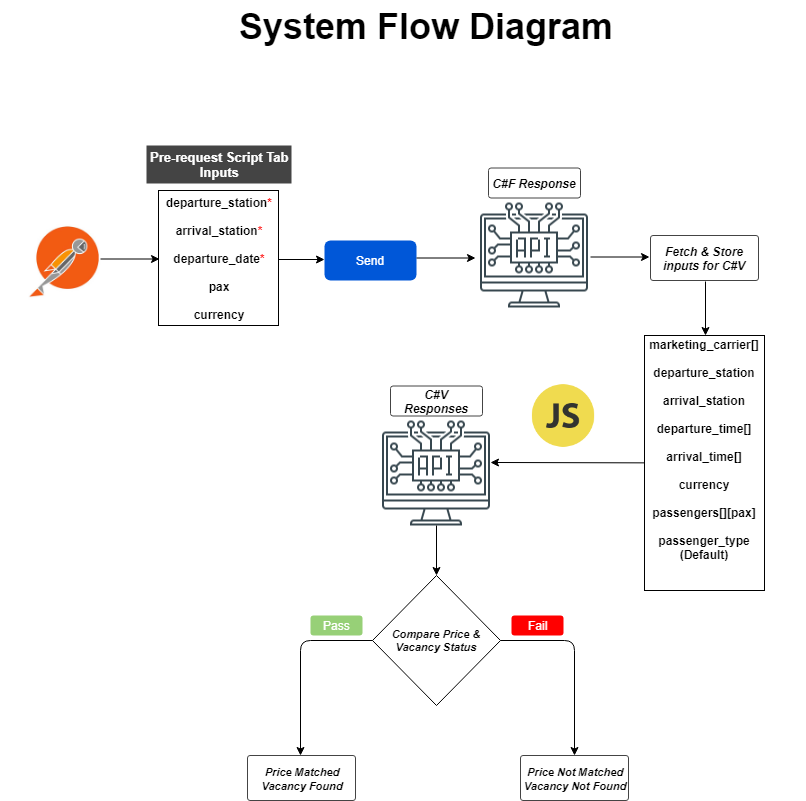 System Flow Diagram
Pre-request Script Tab
Inputs
departure_station*
arrival_station*
departure_date*
pax
currency
Send
C#F Response
API
Fetch & Store
inputs for C#V
marketing_carrier[]
departure_station
arrival_station
departure_time[]
arrival_time[]
currency
passengers[][pax]
passenger_type
(Default)
JS
C#V
Responses
API
Compare Price &
Vacancy Status
Pass
Fail
Price Matched
Vacancy Found
Price Not Matched
Vacancy Not Found